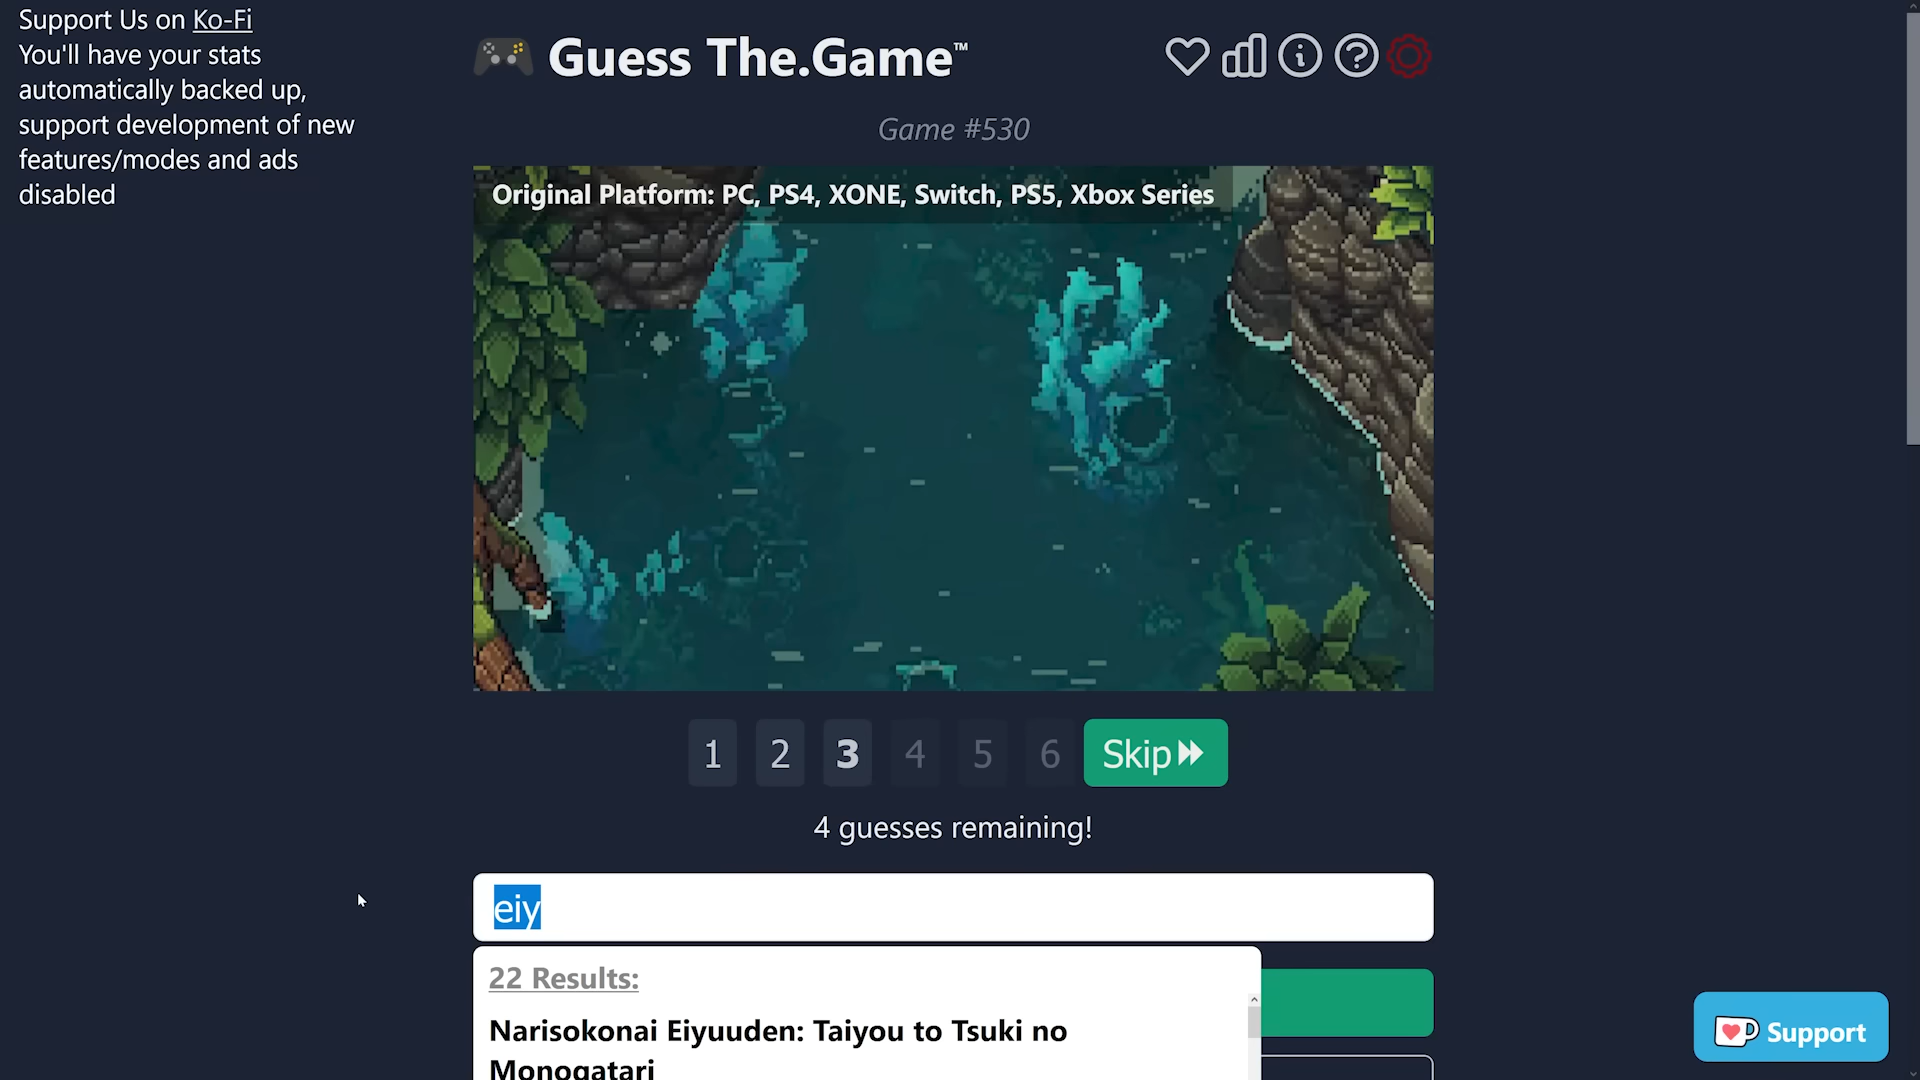 Support Us on Ko-Fi
You'll have your stats
automatically backed up,
support development of new
features/modes and ads
disabled
Guess The.Game™
Game #530
Original Platform: PC, PS4, XONE, Switch, PS5, Xbox Series
1 2 3 4 5 6 Skip
4 guesses remaining!
eiy
22 Results:
Narisokonai Eiyuuden: Taiyou to Tsuki no
Monogatari
Support